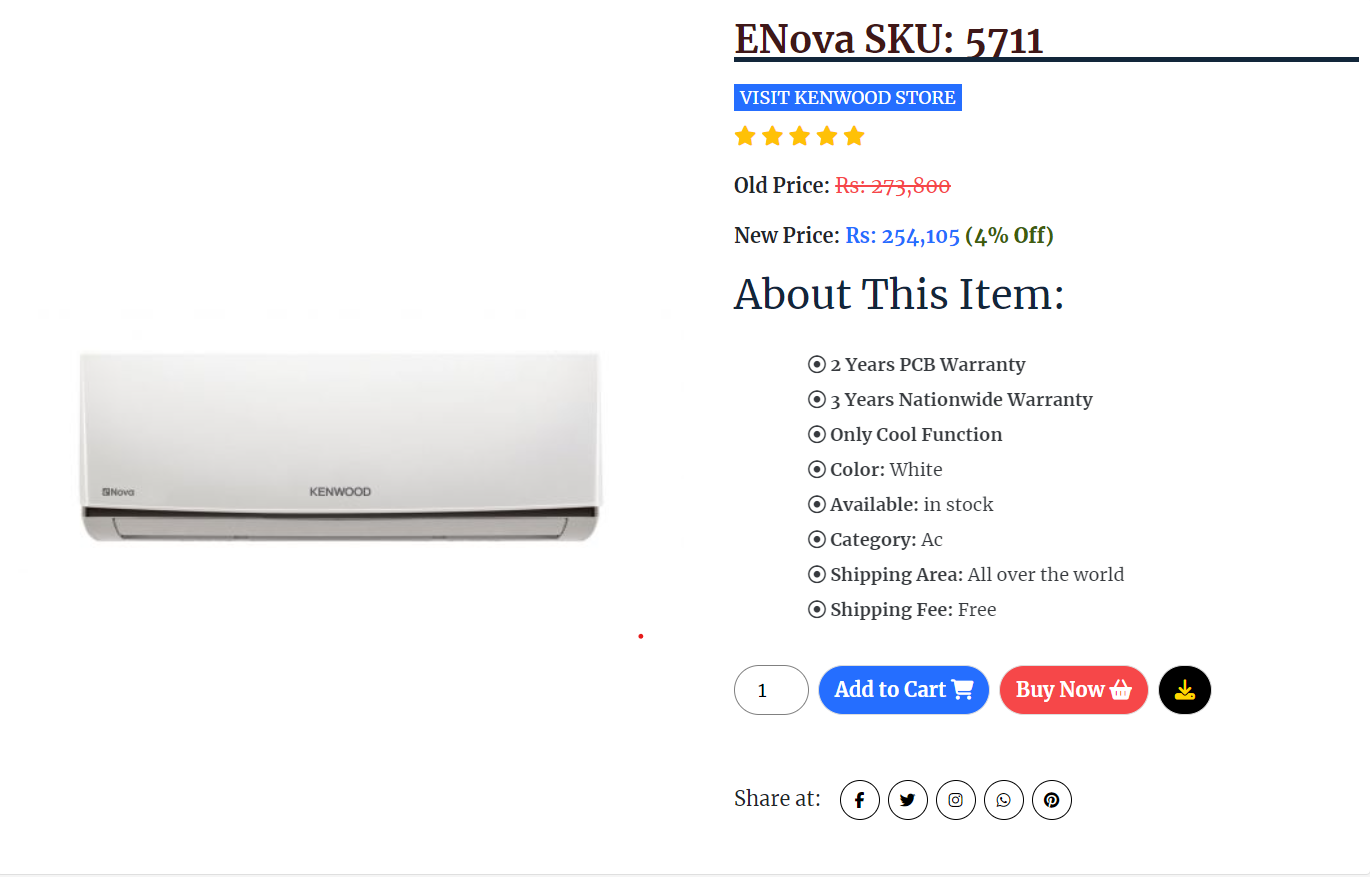 ENova SKU: 5711
VISIT KENWOOD STORE
Old Price: Rs: 273,800
New Price: Rs: 254,105 (4% Off)
About This Item:
2 Years PCB Warranty
3 Years Nationwide Warranty
Only Cool Function
Color: White
Available: in stock
Category: Ac
Shipping Area: All over the world
Shipping Fee: Free
1
Add to Cart
Buy Now
Share at:
ENova
KENWOOD